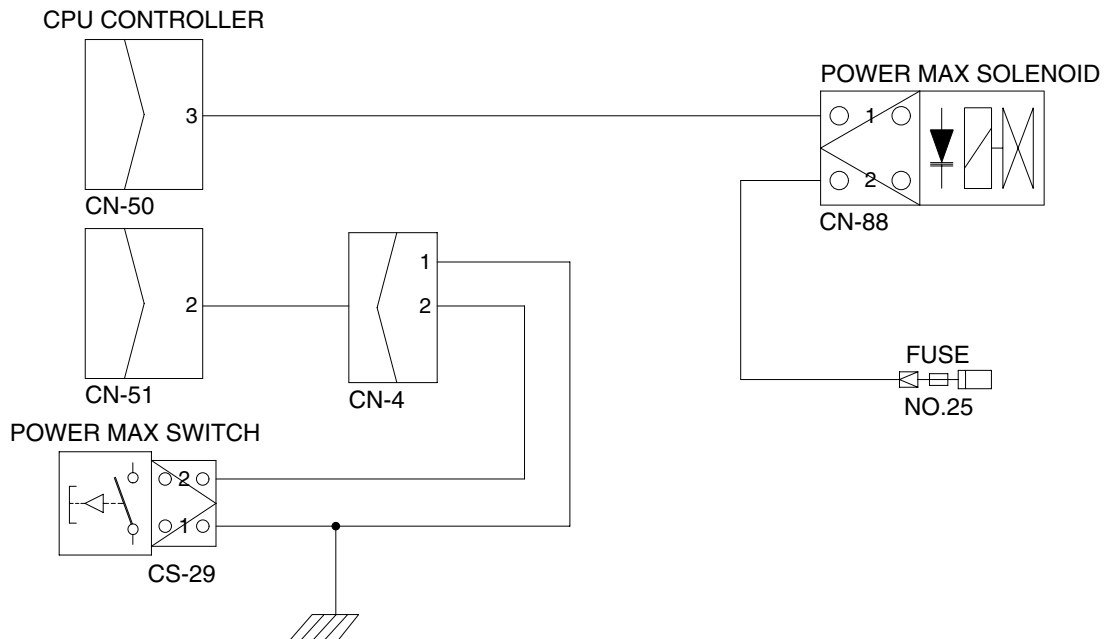 CPU CONTROLLER
3
CN-50
POWER MAX SOLENOID
1
2
CN-88
2
CN-51
1
2
CN-4
FUSE
NO.25
POWER MAX SWITCH
2
1
CS-29